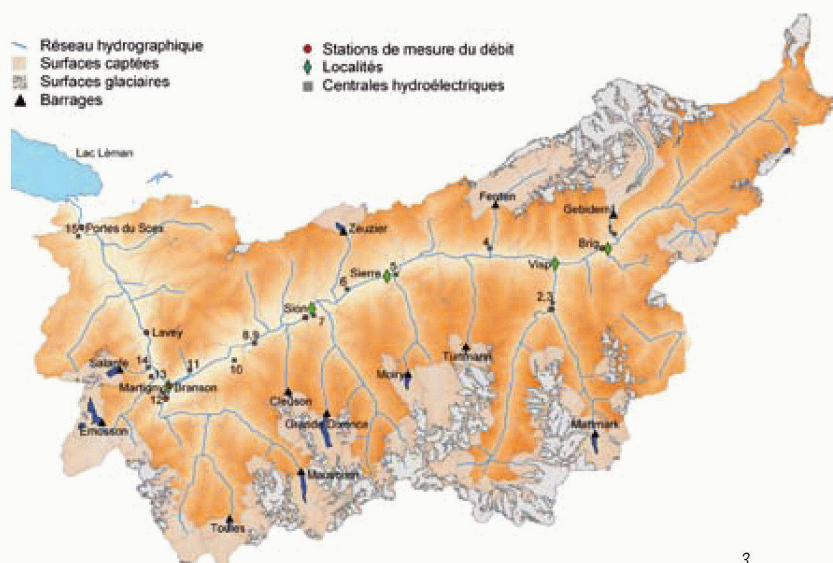 Réseau hydrographique
Surfaces captées
Surfaces glaciaires
Barrages
Stations de mesure du débit
Localités
Centrales hydroélectriques
Lac Léman
15 Portes du Scex
Ferden
Gebidem
Zeuzier
4
Brig
Visp
Sierre
5
6
Sion
7
2,3
Lavey
8,9
10
11
14
13
Salanfe
Martigny
Branson
12
Turtmann
Moiry
Cleuson
Grande Dixence
Emosson
Mattmark
Mauvoisin
Toules
3